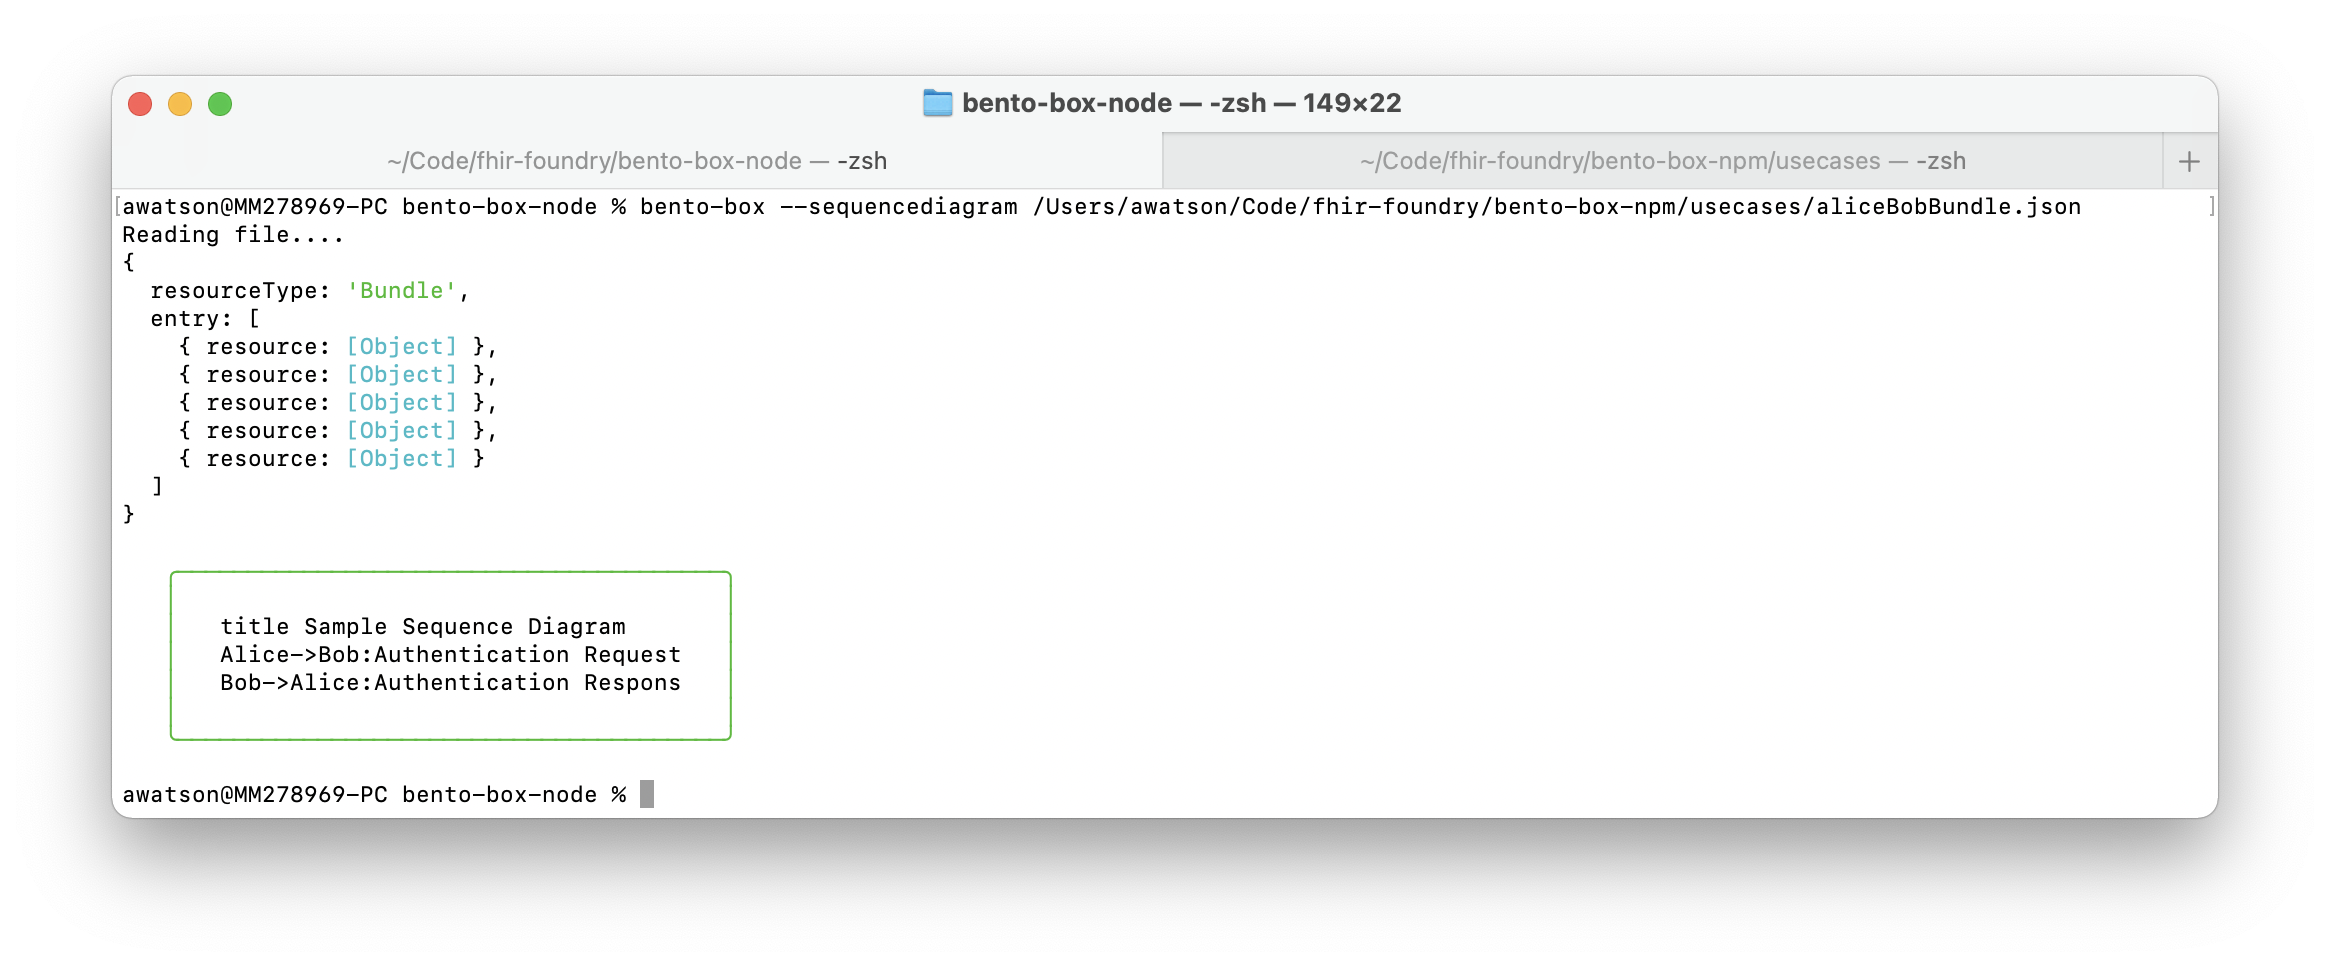 bento-box-node — -zsh — 149×22
~/Code/fhir-foundry/bento-box-node — -zsh
~/Code/fhir-foundry/bento-box-npm/usecases — -zsh
+
[awatson@MM278969-PC bento-box-node % bento-box --sequencediagram /Users/awatson/Code/fhir-foundry/bento-box-npm/usecases/aliceBobBundle.json ]
Reading file....
{
  resourceType: 'Bundle',
  entry: [
    { resource: [Object] },
    { resource: [Object] },
    { resource: [Object] },
    { resource: [Object] },
    { resource: [Object] }
  ]
}
title Sample Sequence Diagram
Alice->Bob:Authentication Request
Bob->Alice:Authentication Respons
awatson@MM278969-PC bento-box-node %